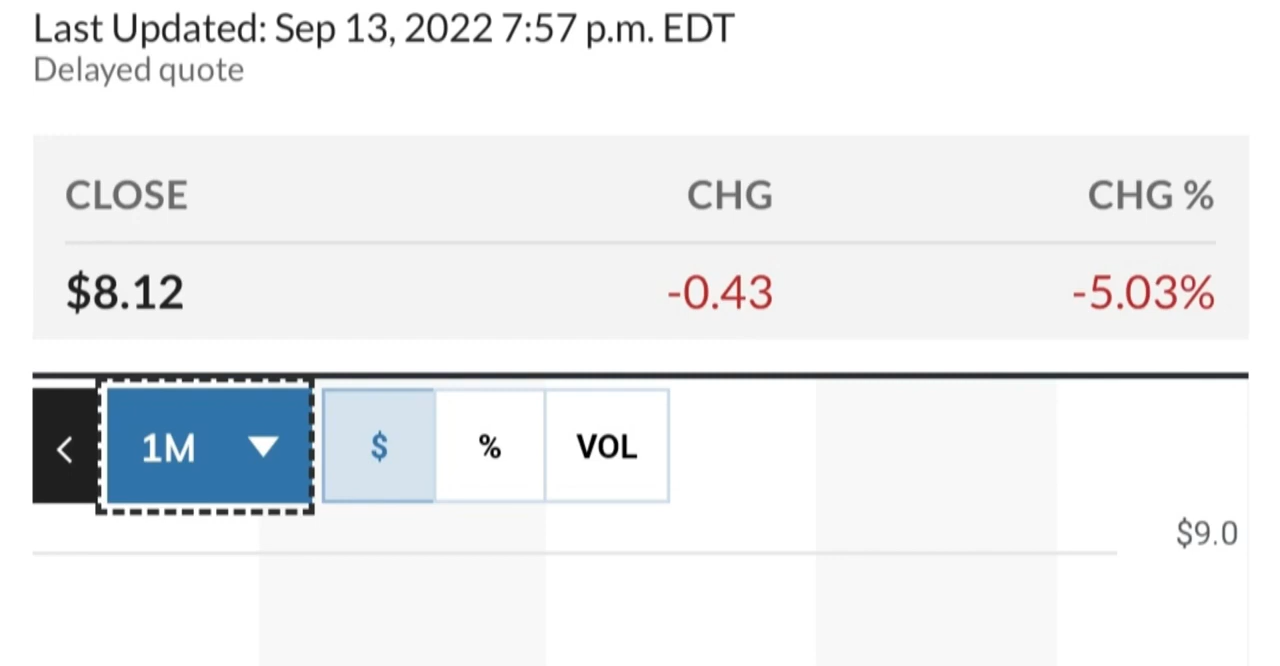 Last Updated: Sep 13, 2022 7:57 p.m. EDT
Delayed quote
CLOSE CHG CHG %
$8.12 -0.43 -5.03%
1M $ % VOL
$9.0